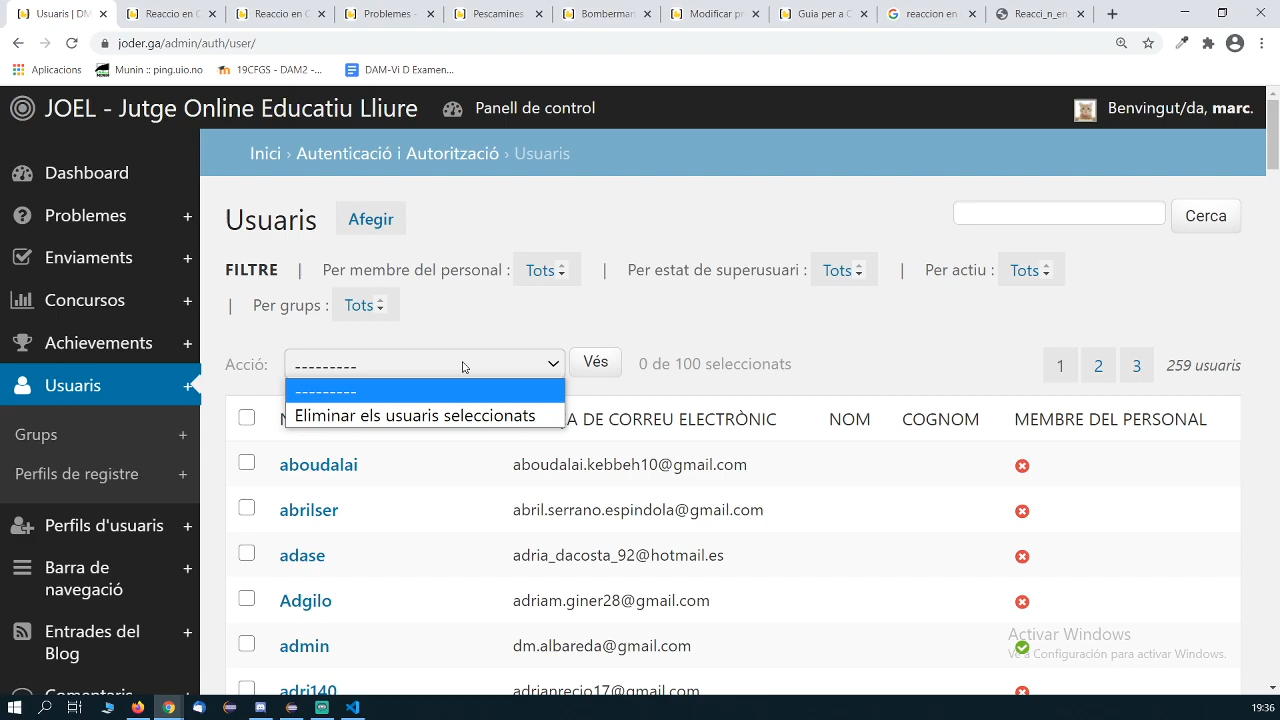 Usuaris | DM
Reaccio en C
Reaccio en C
Problemes -
Pescamines
Bomberman
Modificar pr
Guia per a C
reaccion en
Reacci_n_en_
joder.ga/admin/auth/user/
Aplicacions
Munin :: ping.uio.no
19CFGS - DAM2 -...
DAM-Vi D Examen...
JOEL - Jutge Online Educatiu Lliure
Panell de control
Benvingut/da, marc.
Inici › Autenticació i Autorització › Usuaris
Dashboard
Problemes +
Enviaments +
Concursos +
Achievements +
Usuaris +
Grups +
Perfils de registre +
Perfils d'usuaris +
Barra de navegació +
Entrades del Blog +
Comentaris
Usuaris
Afegir
Cerca
FILTRE | Per membre del personal : Tots | Per estat de superusuari : Tots | Per actiu : Tots
| Per grups : Tots
Acció: --------- Vés 0 de 100 seleccionats 1 2 3 259 usuaris
---------
Eliminar els usuaris seleccionats
A DE CORREU ELECTRÒNIC NOM COGNOM MEMBRE DEL PERSONAL
aboudalai aboudalai.kebbeh10@gmail.com
abrilser abril.serrano.espindola@gmail.com
adase adria_dacosta_92@hotmail.es
Adgilo adriam.giner28@gmail.com
admin dm.albareda@gmail.com
adri140 adrianrecio17@gmail.com
Activar Windows
Ve a Configuración para activar Windows.
19:36